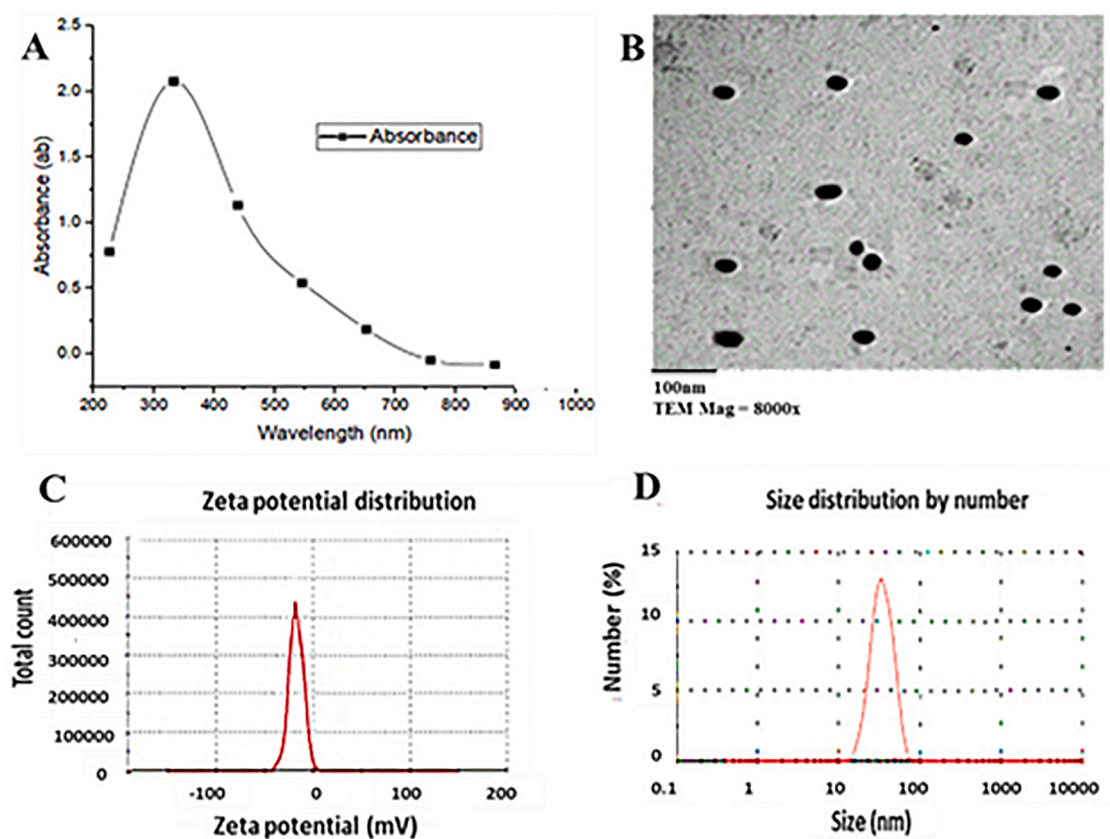 A
2.5
2.0
1.5
1.0
0.5
0.0
Absorbance (ab)
Absorbance
200 300 400 500 600 700 800 900 1000
Wavelength (nm)
B
100nm
TEM Mag = 8000x
C
Zeta potential distribution
600000
500000
400000
300000
200000
100000
0
Total count
-100 0 100 200
Zeta potential (mV)
D
Size distribution by number
15
10
5
0
Number (%)
0.1 1 10 100 1000 10000
Size (nm)